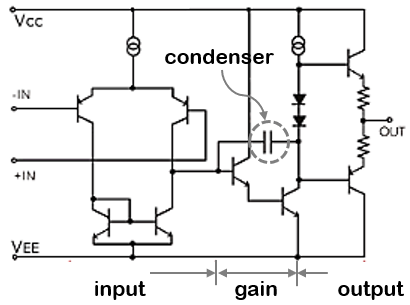 Vcc
condenser
-IN
OUT
+IN
VEE
input
gain
output